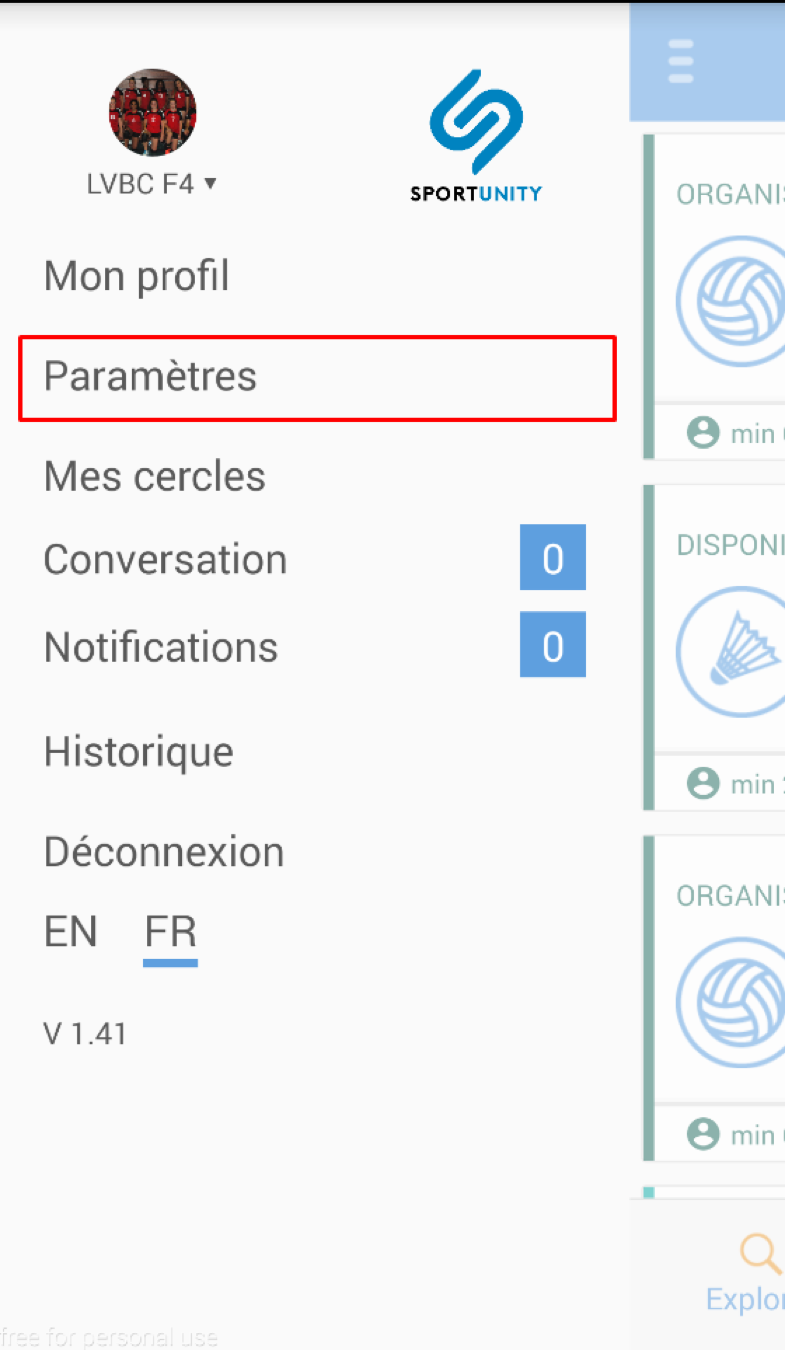 LVBC F4 ▼
SPORTUNITY
Mon profil
Paramètres
Mes cercles
Conversation 0
Notifications 0
Historique
Déconnexion
EN FR
V 1.41
free for personal use
ORGANIS
min
DISPONI
min
ORGANIS
min
Explor